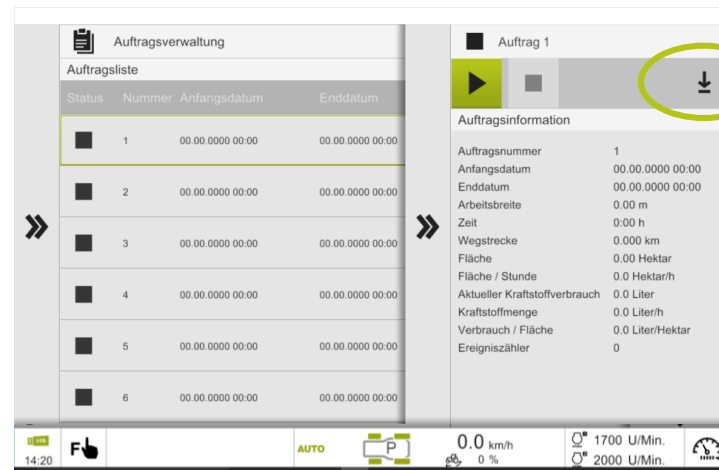 Auftragsverwaltung
Auftragsliste
Status Nummer Anfangsdatum Enddatum
1 00.00.0000 00:00 00.00.0000 00:00
2 00.00.0000 00:00 00.00.0000 00:00
3 00.00.0000 00:00 00.00.0000 00:00
4 00.00.0000 00:00 00.00.0000 00:00
5 00.00.0000 00:00 00.00.0000 00:00
6 00.00.0000 00:00 00.00.0000 00:00
Auftrag 1
Auftragsinformation
Auftragsnummer 1
Anfangsdatum 00.00.0000 00:00
Enddatum 00.00.0000 00:00
Arbeitsbreite 0.00 m
Zeit 0:00 h
Wegstrecke 0.000 km
Fläche 0.00 Hektar
Fläche / Stunde 0.0 Hektar/h
Aktueller Kraftstoffverbrauch 0.0 Liter
Kraftstoffmenge 0.0 Liter/h
Verbrauch / Fläche 0.0 Liter/Hektar
Ereigniszähler 0
USB
14:20
F
AUTO
P
0.0 km/h
0 %
1700 U/Min.
2000 U/Min.